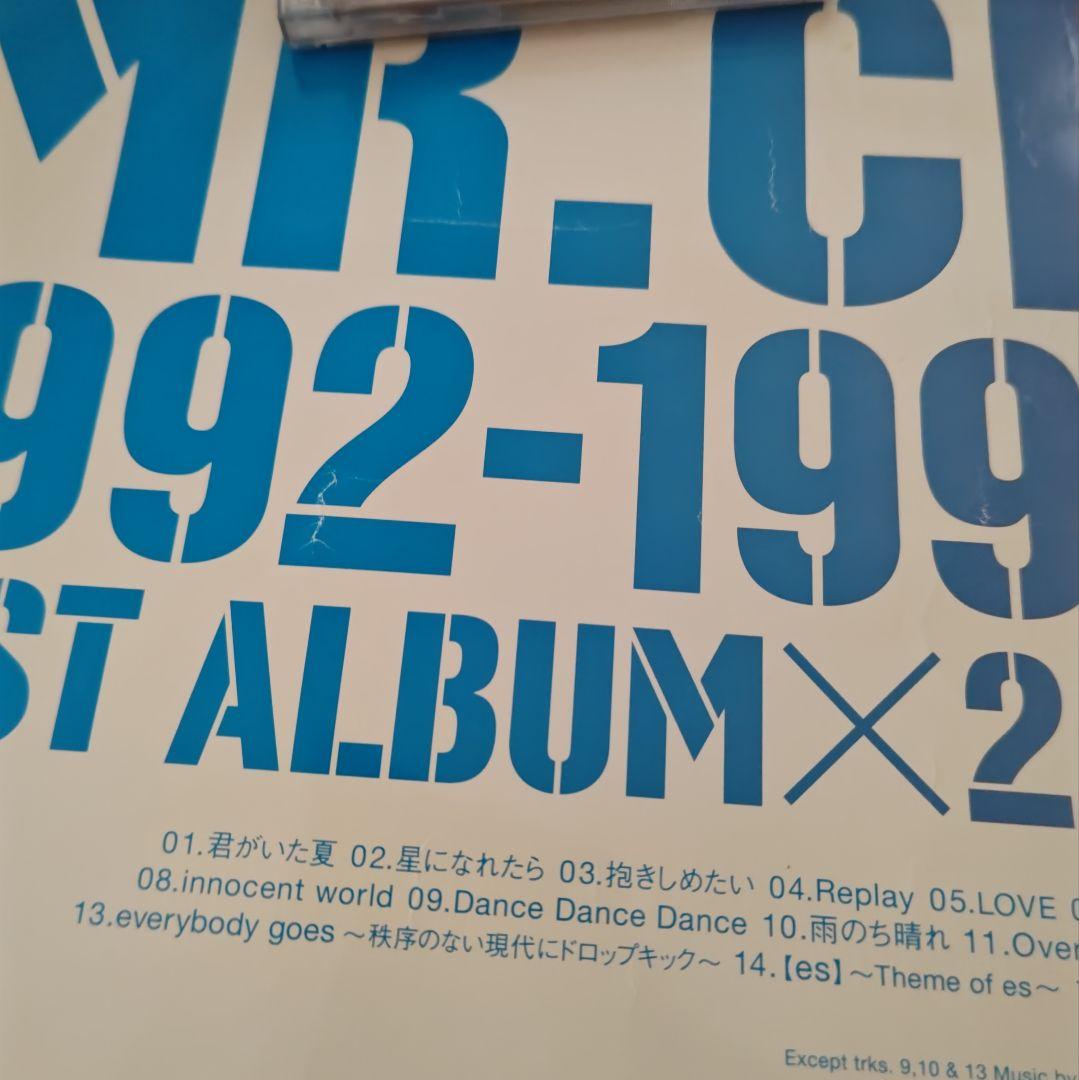 MR.C
992-199
ST ALBUM×2
01.君がいた夏 02.星になれたら 03.抱きしめたい 04.Replay 05.LOVE
08.innocent world 09.Dance Dance Dance 10.雨のち晴れ 11.Over
13.everybody goes ～秩序のない現代にドロップキック～ 14.【es】～Theme of es～
Except trks. 9,10 & 13 Music by